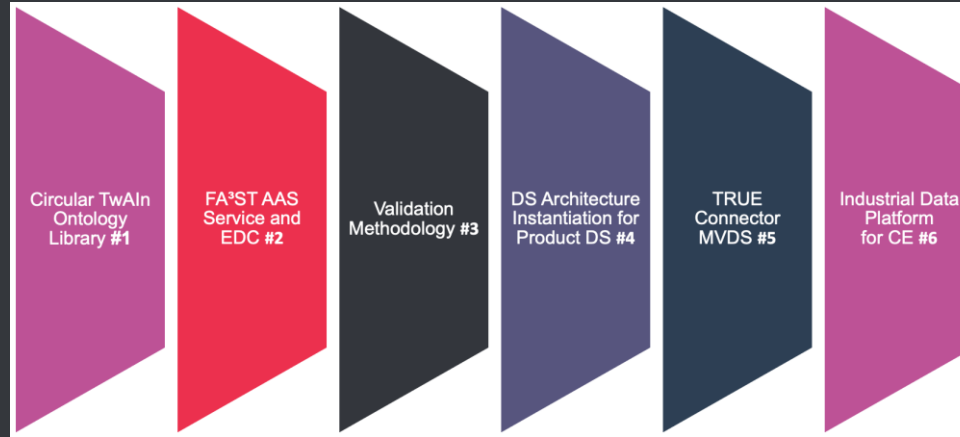 Circular TwAIn
Ontology
Library #1
FA³ST AAS
Service and
EDC #2
Validation
Methodology #3
DS Architecture
Instantiation for
Product DS #4
TRUE
Connector
MVDS #5
Industrial Data
Platform
for CE #6